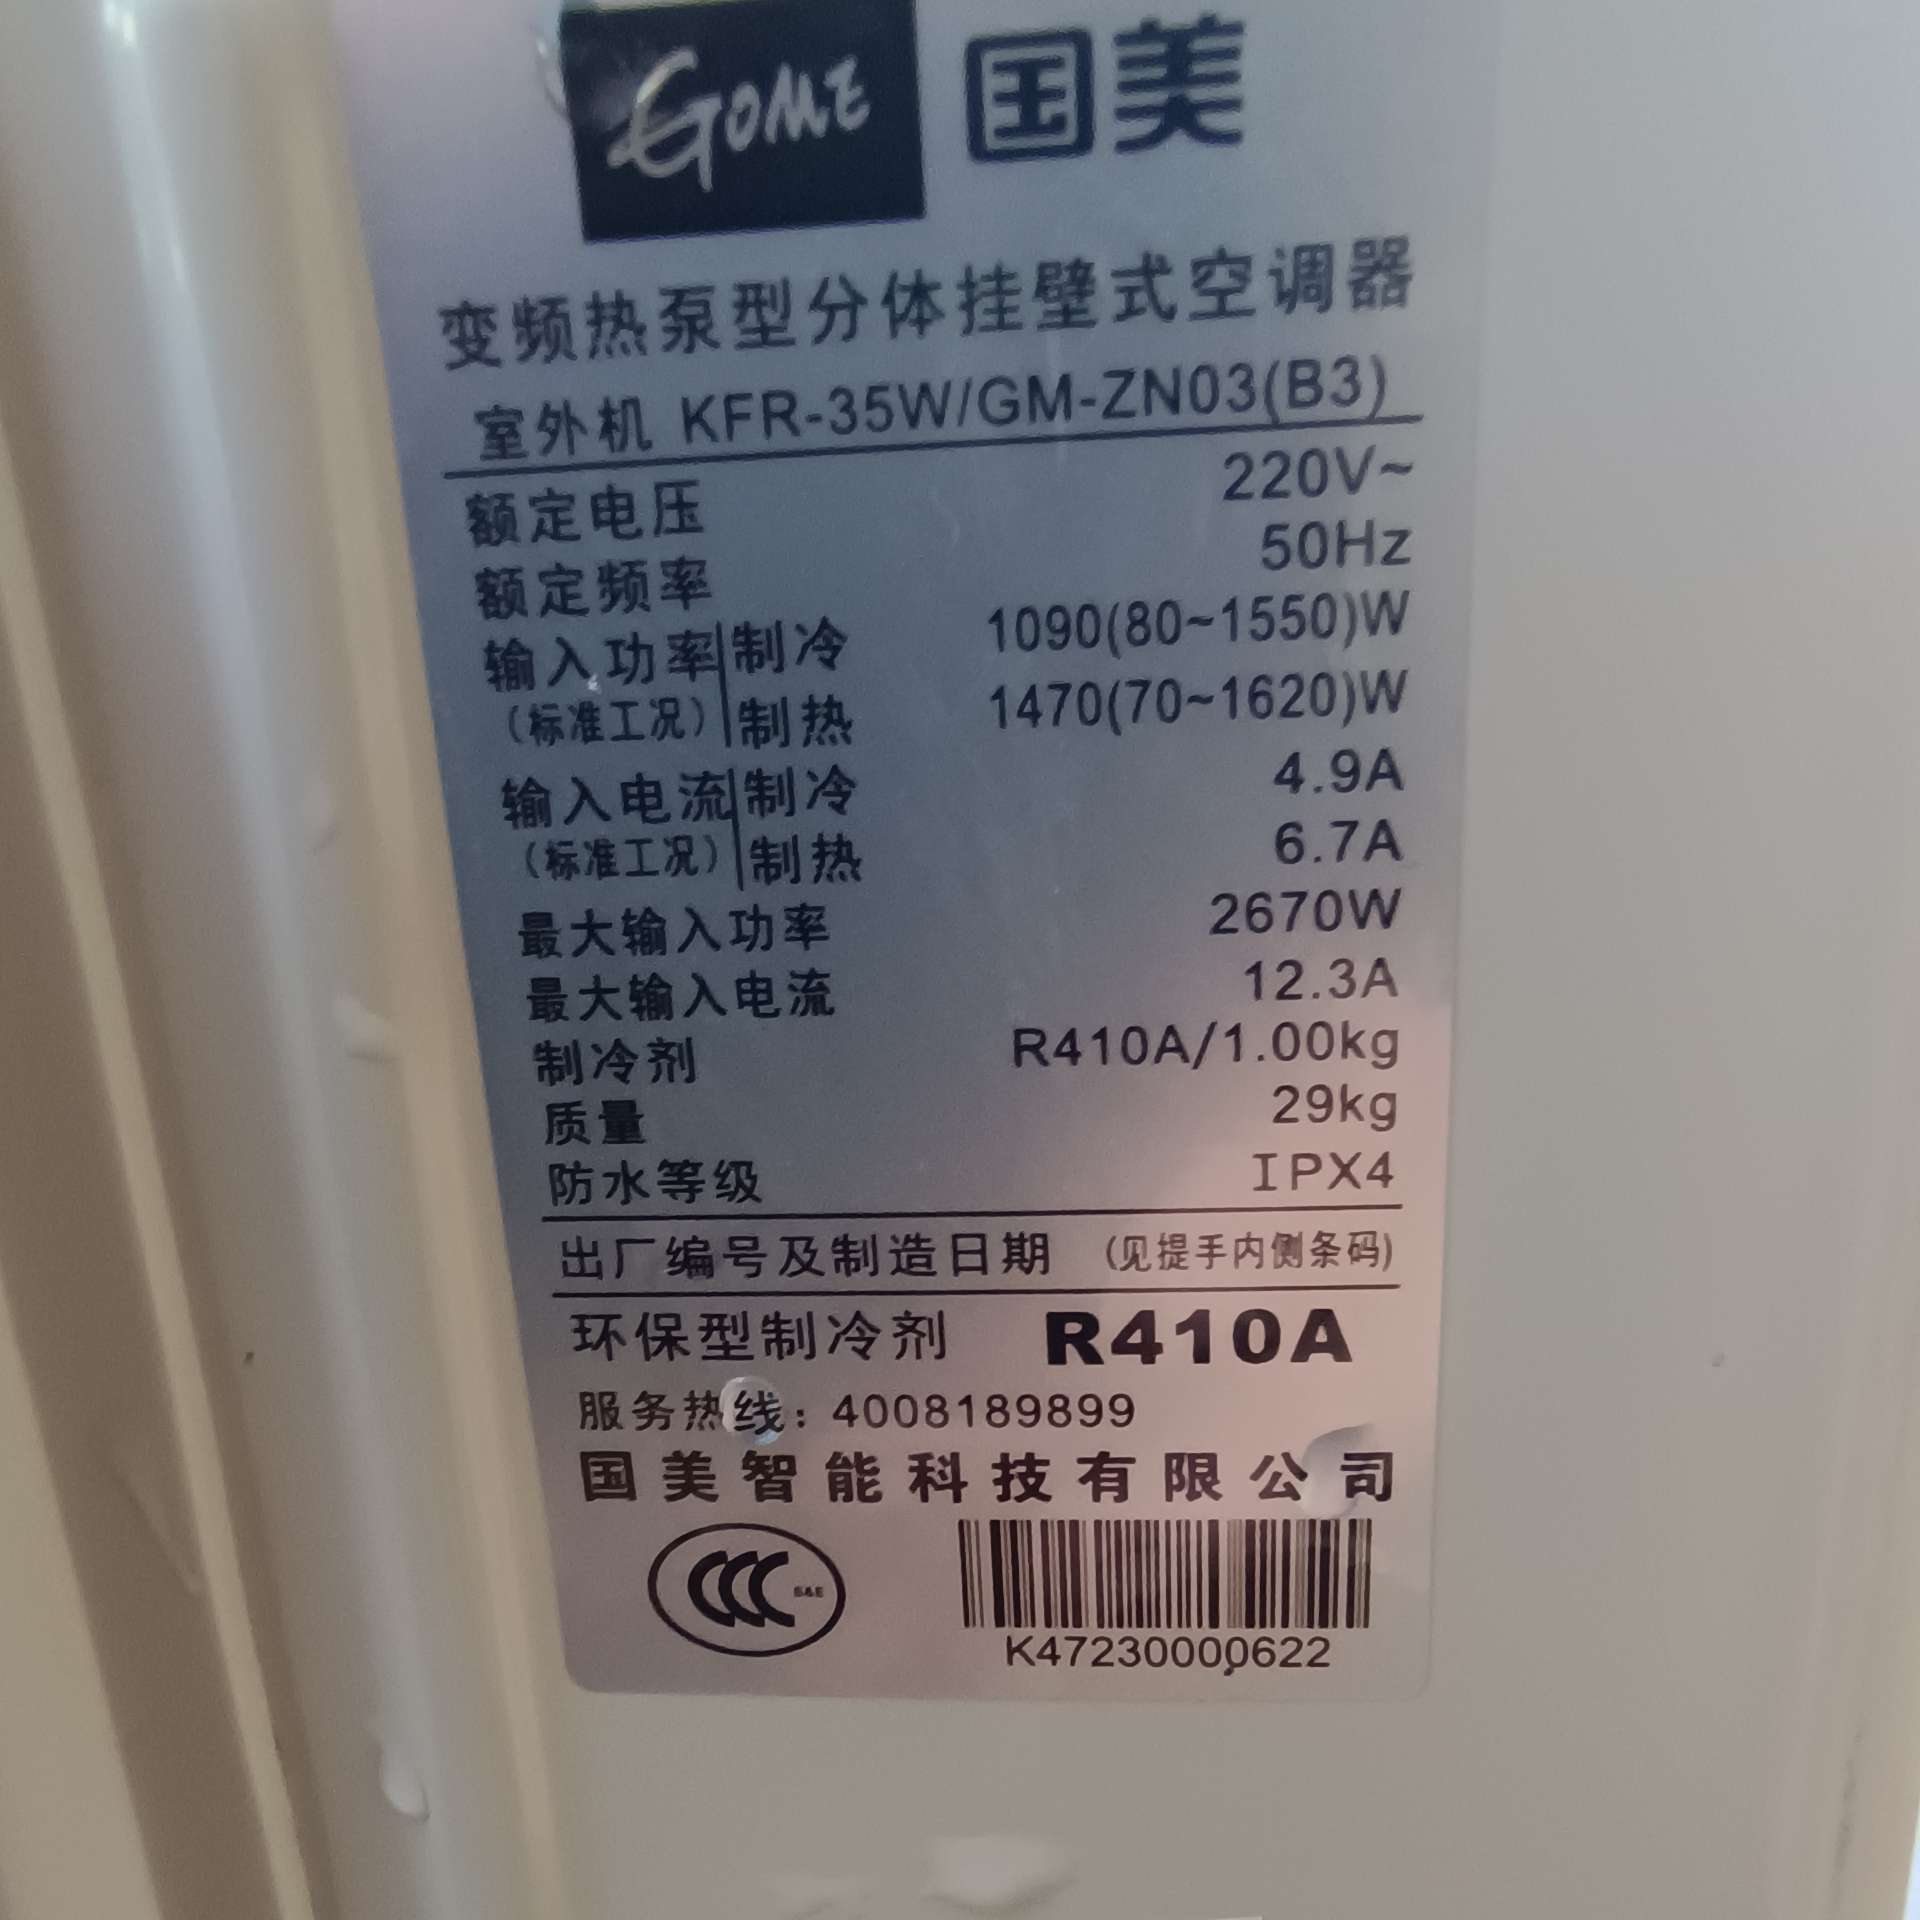 GOME 国美
变频热泵型分体挂壁式空调器
室外机 KFR-35W/GM-ZN03(B3)
额定电压 220V~
额定频率 50Hz
输入功率 制冷 1090(80~1550)W
(标准工况) 制热 1470(70~1620)W
输入电流 制冷 4.9A
(标准工况) 制热 6.7A
最大输入功率 2670W
最大输入电流 12.3A
制冷剂 R410A/1.00kg
质量 29kg
防水等级 IPX4
出厂编号及制造日期 (见提手内侧条码)
环保型制冷剂 R410A
服务热线: 4008189899
国美智能科技有限公司
CCC S&E
K47230000622